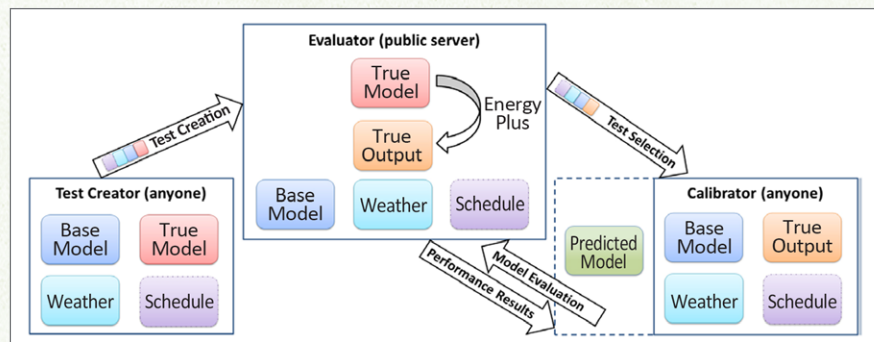 Evaluator (public server)
True
Model
Energy
Plus
True
Output
Base
Model
Weather
Schedule
Test Creation
Test Selection
Test Creator (anyone)
Base
Model
True
Model
Weather
Schedule
Performance Results
Model Evaluation
Predicted
Model
Calibrator (anyone)
Base
Model
True
Output
Weather
Schedule